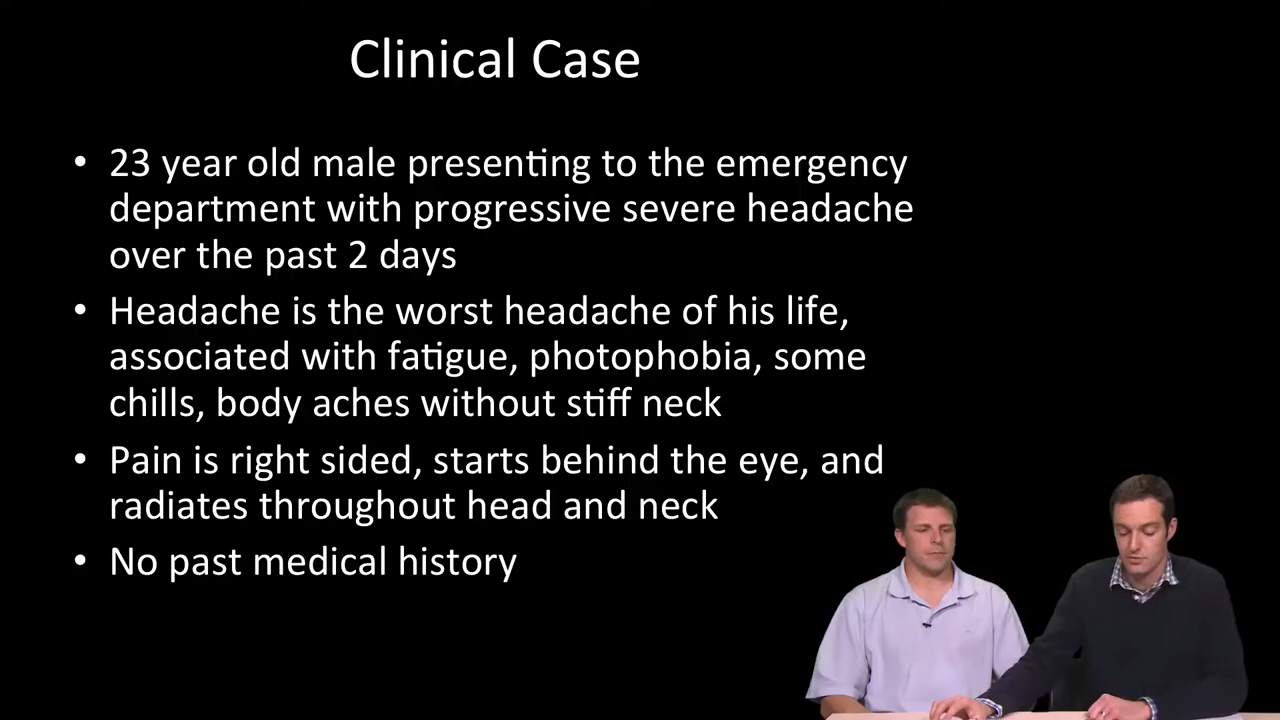 Clinical Case
• 23 year old male presenting to the emergency
department with progressive severe headache
over the past 2 days
• Headache is the worst headache of his life,
associated with fatigue, photophobia, some
chills, body aches without stiff neck
• Pain is right sided, starts behind the eye, and
radiates throughout head and neck
• No past medical history